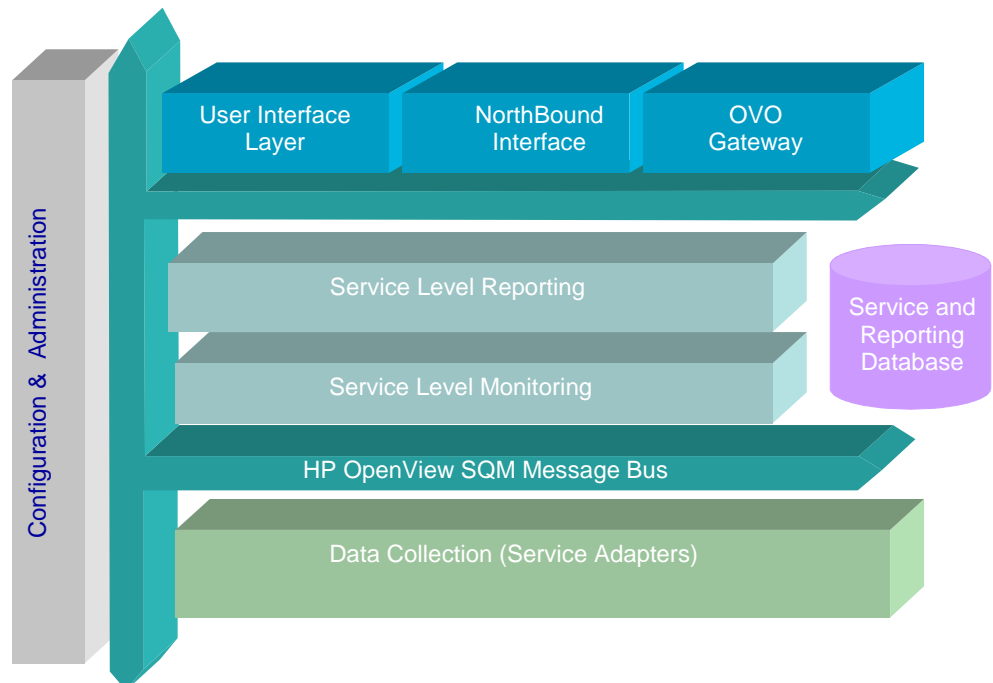 User Interface
Layer
NorthBound
Interface
OVO
Gateway
Configuration & Administration
Service Level Reporting
Service and
Reporting
Database
Service Level Monitoring
HP OpenView SQM Message Bus
Data Collection (Service Adapters)